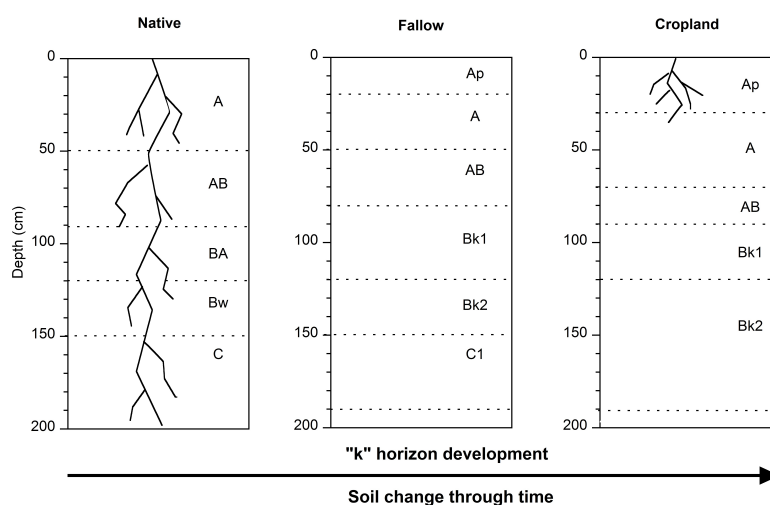 Native
Fallow
Cropland
Depth (cm)
0
50
100
150
200
A
AB
BA
Bw
C
0
50
100
150
200
Ap
A
AB
Bk1
Bk2
C1
0
50
100
150
200
Ap
A
AB
Bk1
Bk2
"k" horizon development
Soil change through time